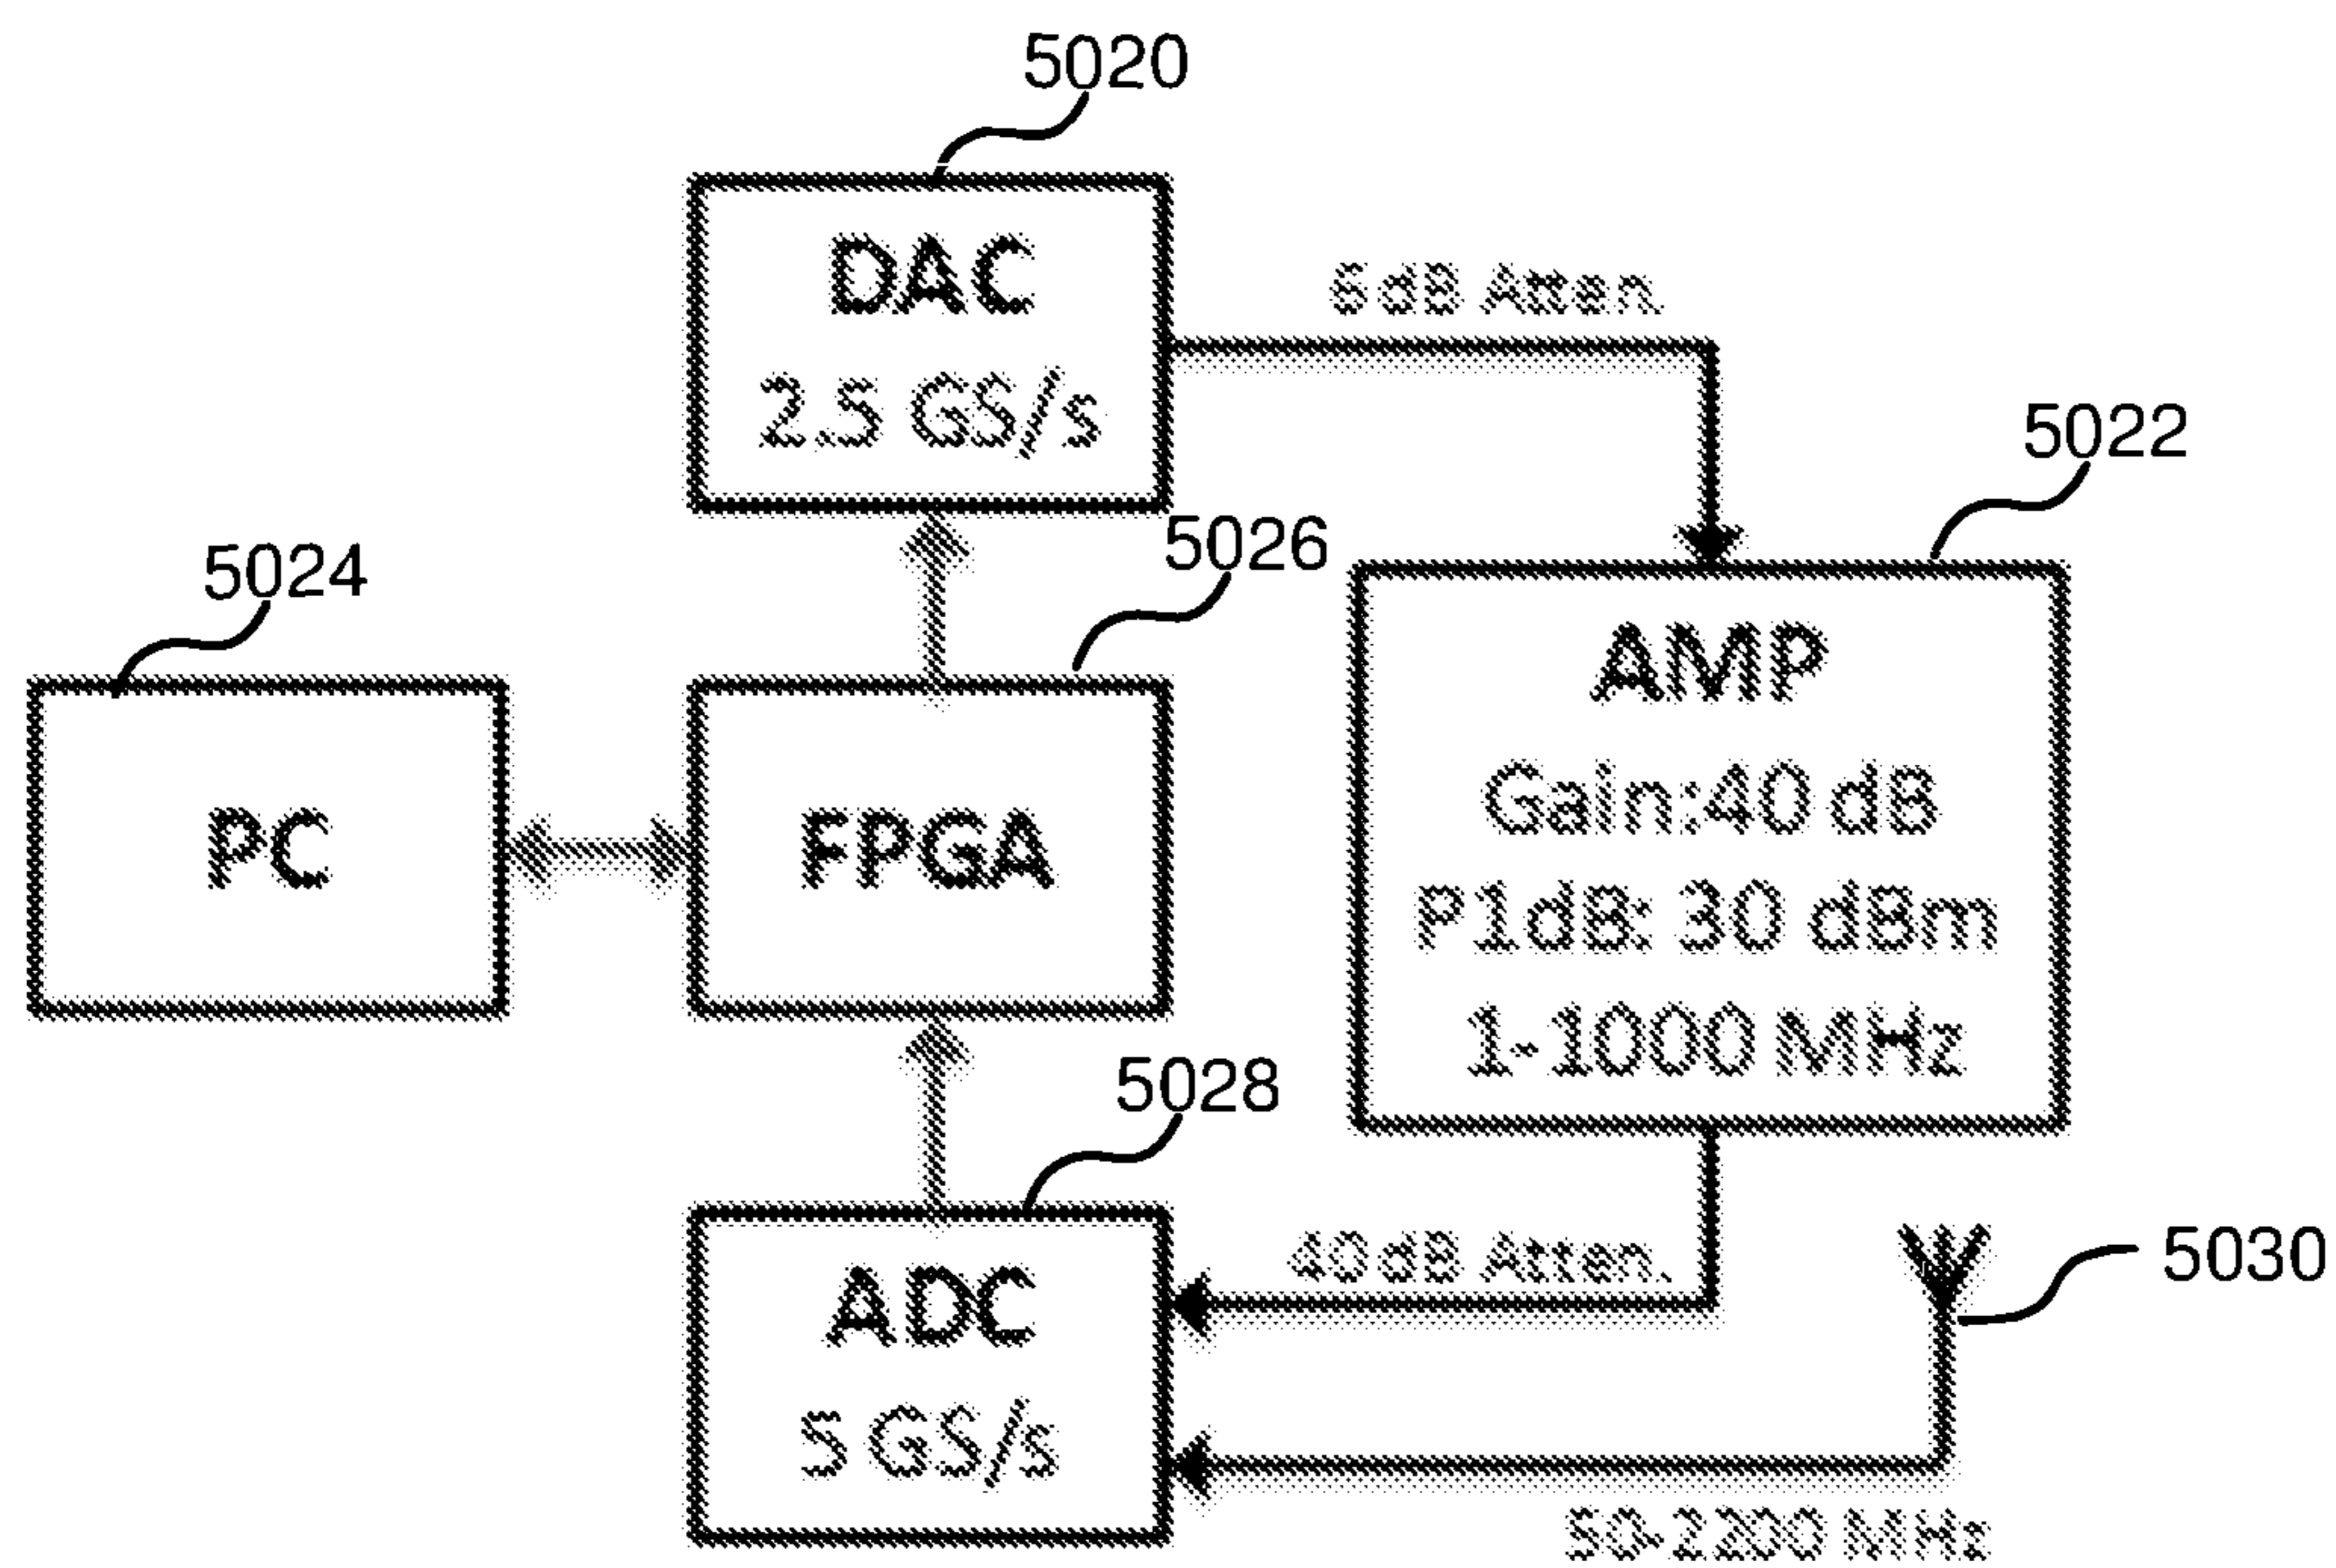 5020
DAC
2.5 GS/s
6dB Atten.
5022
AMP
Gain:40 dB
P1dB: 30 dBm
1-1000 MHz
5024
PC
5026
FPGA
5028
ADC
5 GS/s
40dB Atten.
5030
50-2200 MHz